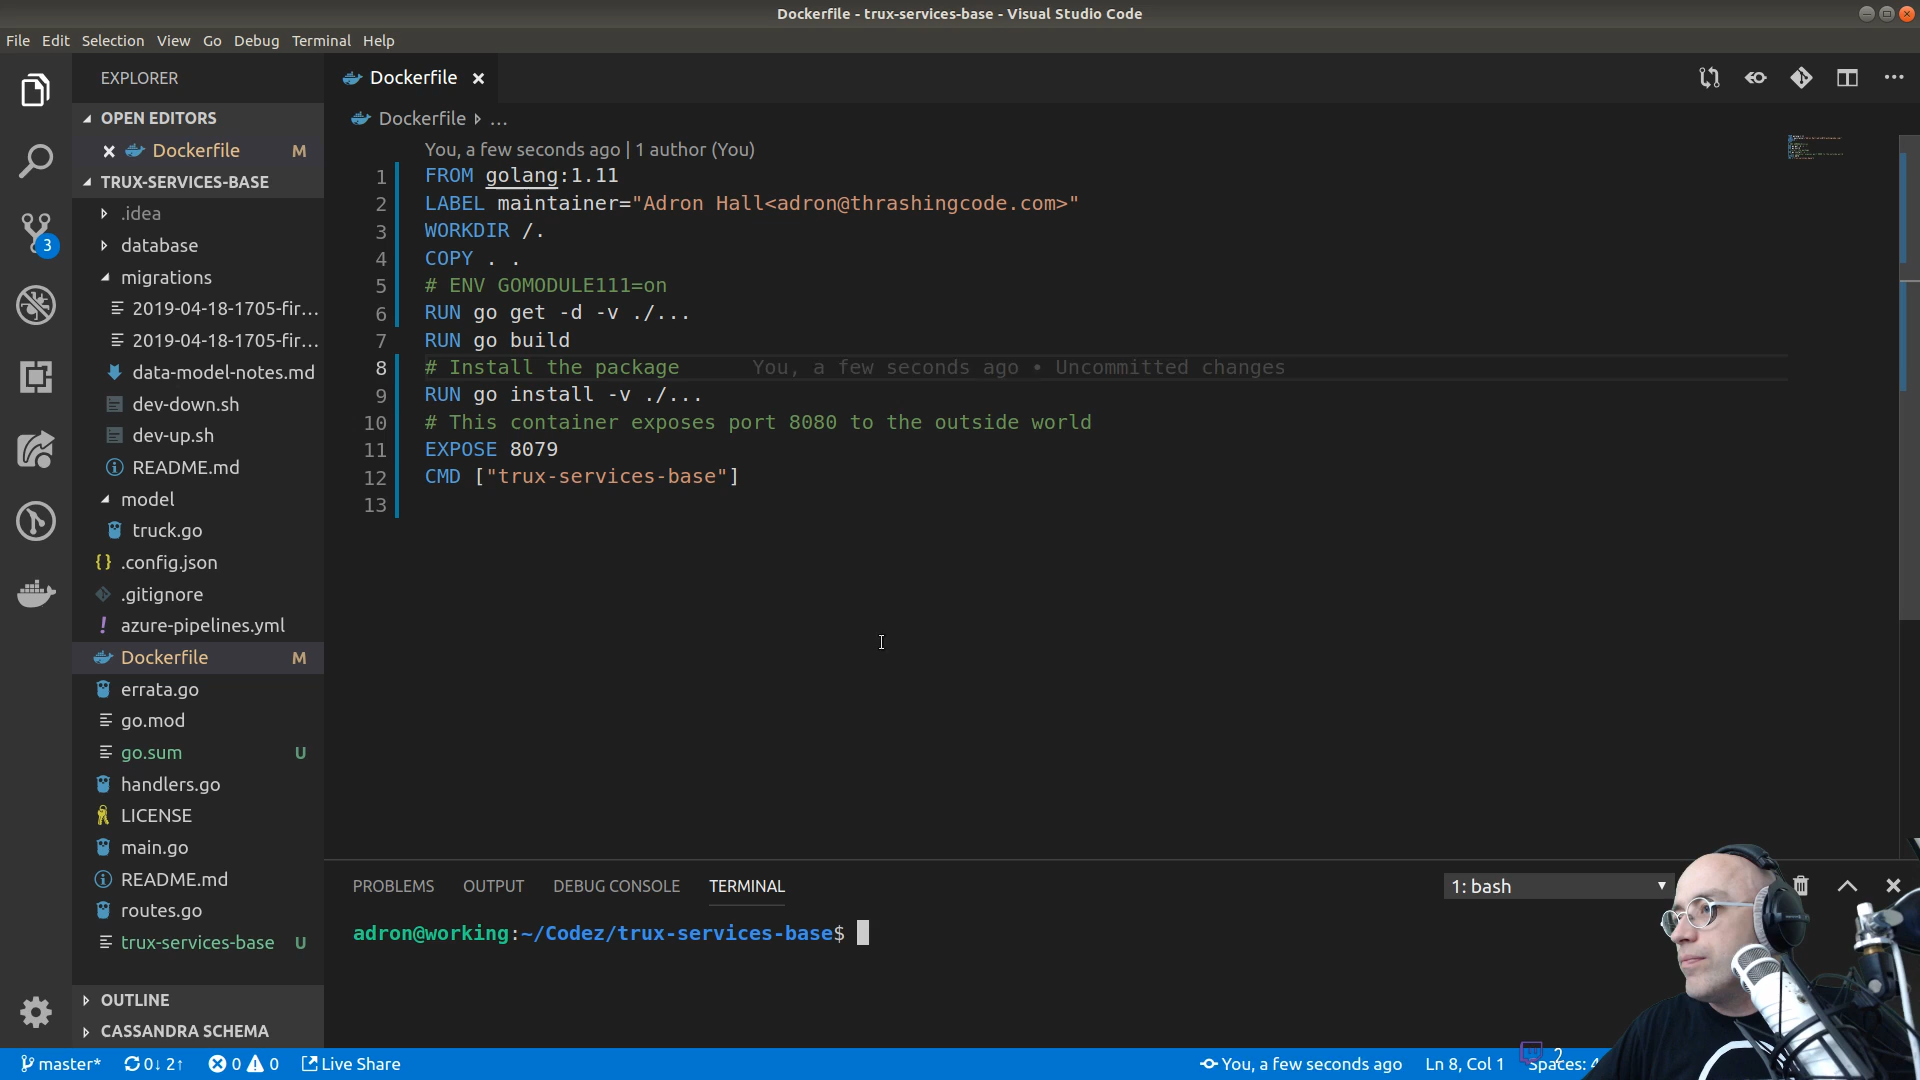 Dockerfile - trux-services-base - Visual Studio Code
File Edit Selection View Go Debug Terminal Help
EXPLORER
OPEN EDITORS
Dockerfile M
TRUX-SERVICES-BASE
.idea
database
migrations
2019-04-18-1705-fir...
2019-04-18-1705-fir...
data-model-notes.md
dev-down.sh
dev-up.sh
README.md
model
truck.go
.config.json
.gitignore
azure-pipelines.yml
Dockerfile M
errata.go
go.mod
go.sum U
handlers.go
LICENSE
main.go
README.md
routes.go
trux-services-base U
OUTLINE
CASSANDRA SCHEMA
3
Dockerfile
Dockerfile ...
You, a few seconds ago | 1 author (You)
1 FROM golang:1.11
2 LABEL maintainer="Adron Hall<adron@thrashingcode.com>"
3 WORKDIR /.
4 COPY . .
5 # ENV GOMODULE111=on
6 RUN go get -d -v ./...
7 RUN go build
8 # Install the package You, a few seconds ago • Uncommitted changes
9 RUN go install -v ./...
10 # This container exposes port 8080 to the outside world
11 EXPOSE 8079
12 CMD ["trux-services-base"]
13
PROBLEMS OUTPUT DEBUG CONSOLE TERMINAL 1: bash
adron@working:~/Codez/trux-services-base$
master* 0↓ 2↑ 0 0 Live Share You, a few seconds ago Ln 8, Col 1 Spaces: 2